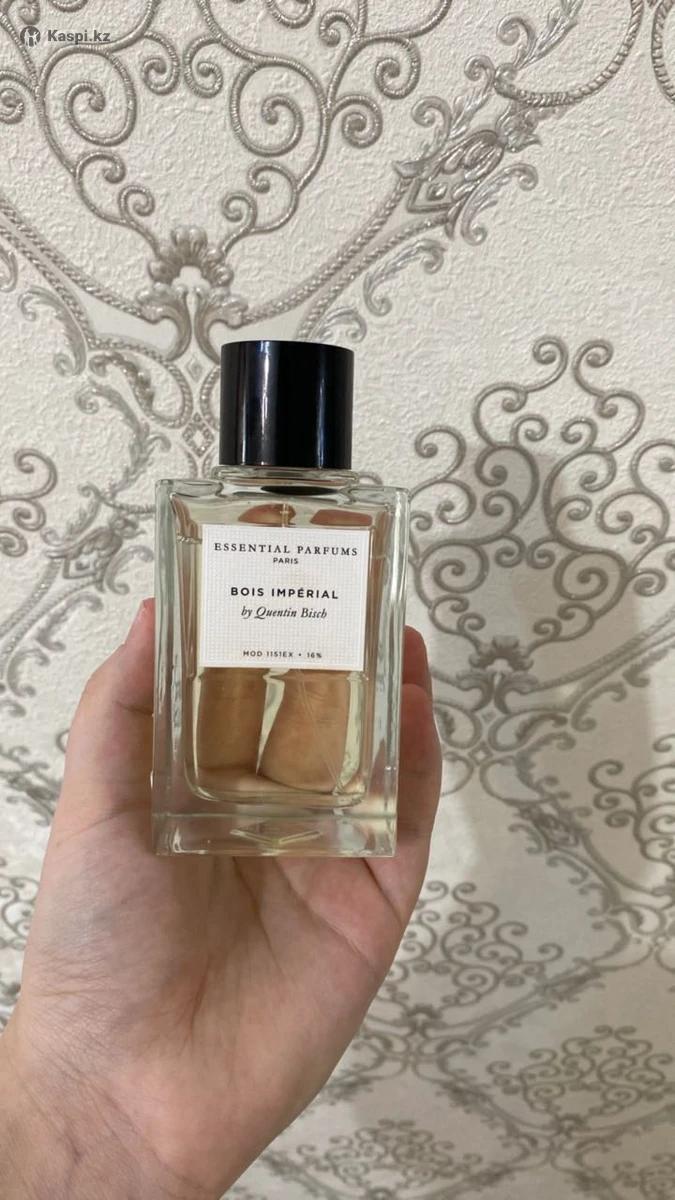 Kaspi.kz
ESSENTIAL PARFUMS
PARIS
BOIS IMPÉRIAL
by Quentin Bisch
MOD 1151EX • 16%